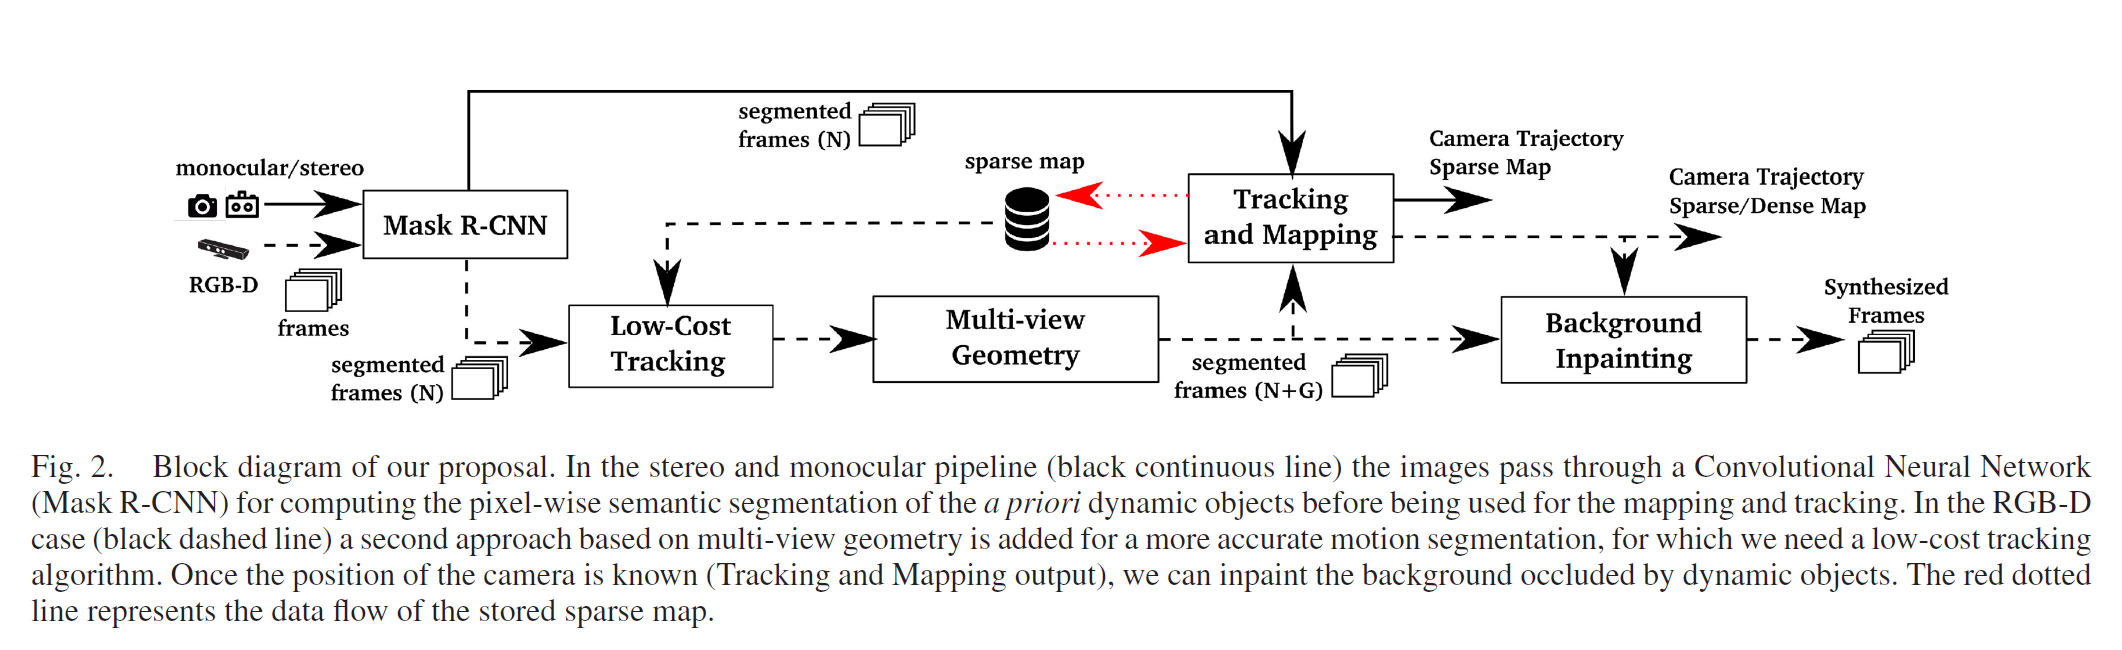 segmented
frames (N)
monocular/stereo
Mask R-CNN
RGB-D
frames
sparse map
Tracking
and Mapping
Camera Trajectory
Sparse Map
Camera Trajectory
Sparse/Dense Map
segmented
frames (N)
Low-Cost
Tracking
Multi-view
Geometry
segmented
frames (N+G)
Background
Inpainting
Synthesized
Frames
Fig. 2. Block diagram of our proposal. In the stereo and monocular pipeline (black continuous line) the images pass through a Convolutional Neural Network
(Mask R-CNN) for computing the pixel-wise semantic segmentation of the a priori dynamic objects before being used for the mapping and tracking. In the RGB-D
case (black dashed line) a second approach based on multi-view geometry is added for a more accurate motion segmentation, for which we need a low-cost tracking
algorithm. Once the position of the camera is known (Tracking and Mapping output), we can inpaint the background occluded by dynamic objects. The red dotted
line represents the data flow of the stored sparse map.